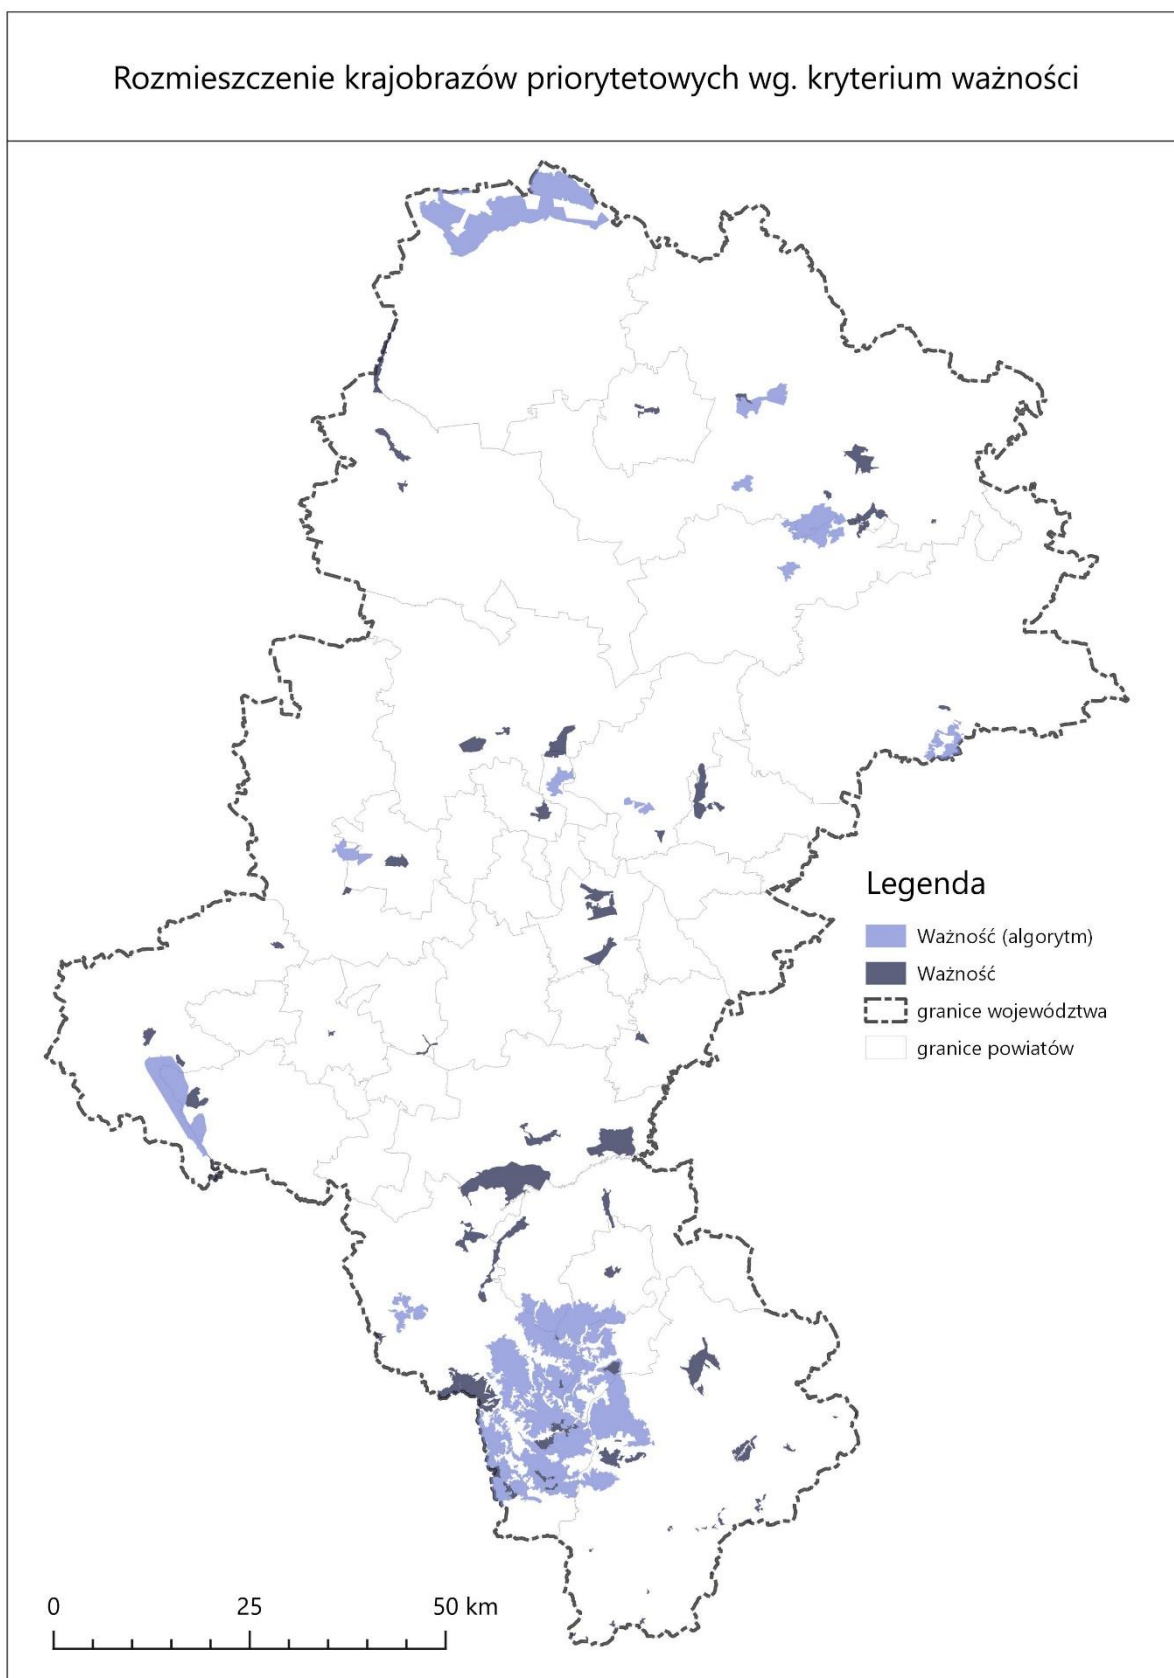 Rozmieszczenie krajobrazów priorytetowych wg. kryterium ważności
Legenda
Ważność (algorytm)
Ważność
granice województwa
granice powiatów
0 25 50 km